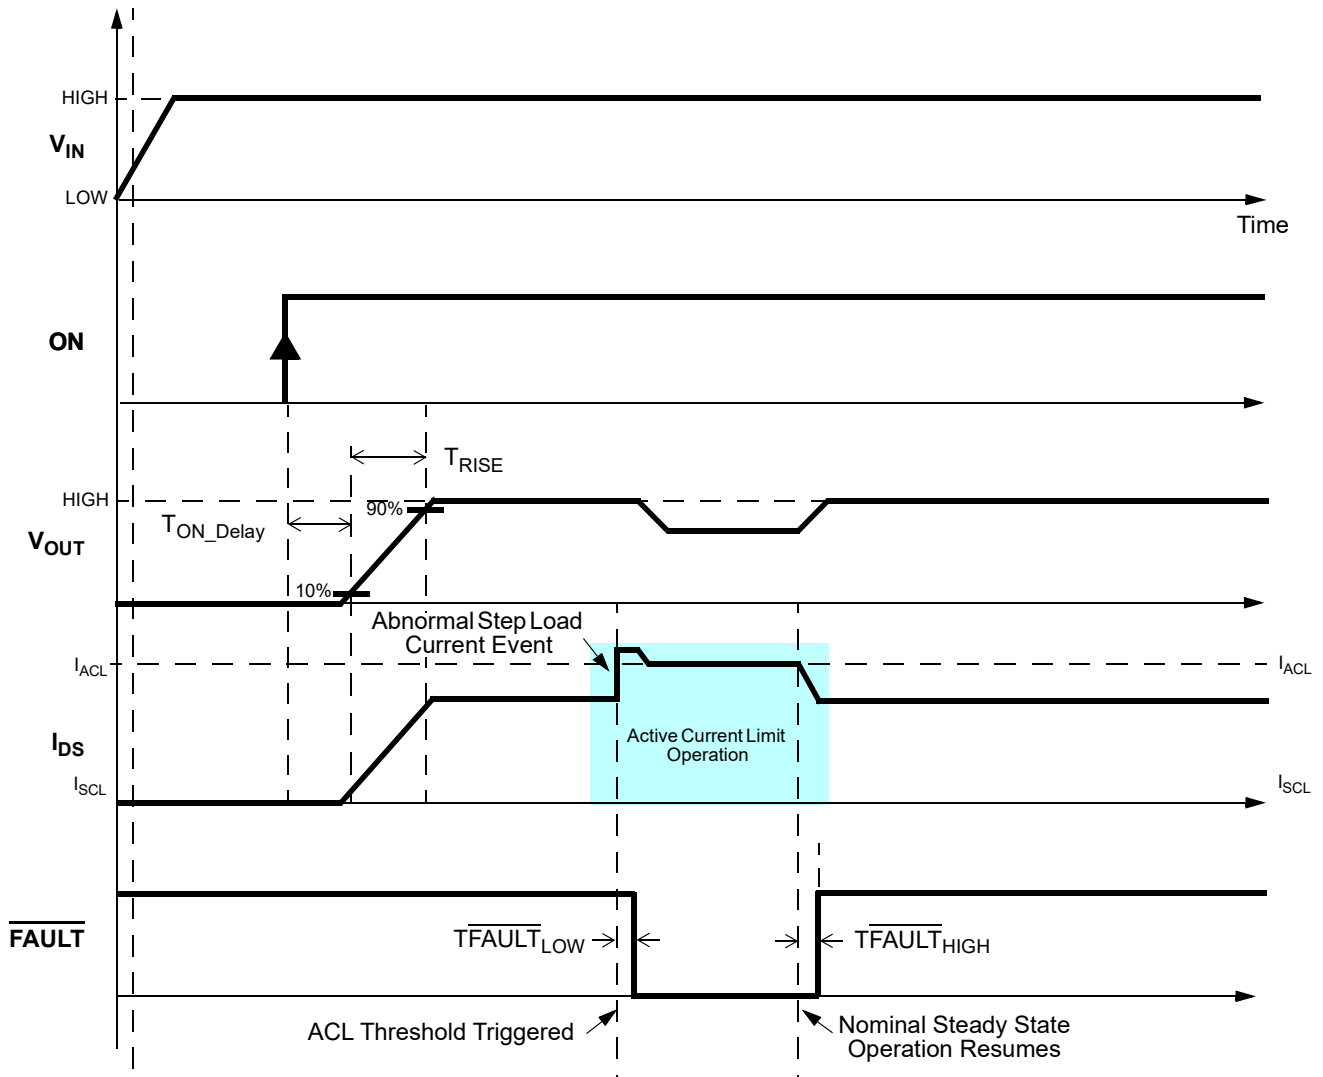 HIGH
VIN
LOW
Time
ON
TRISE
HIGH
90%
TON_Delay
VOUT
10%
Abnormal Step Load
Current Event
IACL
IACL
Active Current Limit
Operation
IDS
ISCL
ISCL
FAULT
TFAULTLOW
TFAULTHIGH
ACL Threshold Triggered
Nominal Steady State
Operation Resumes